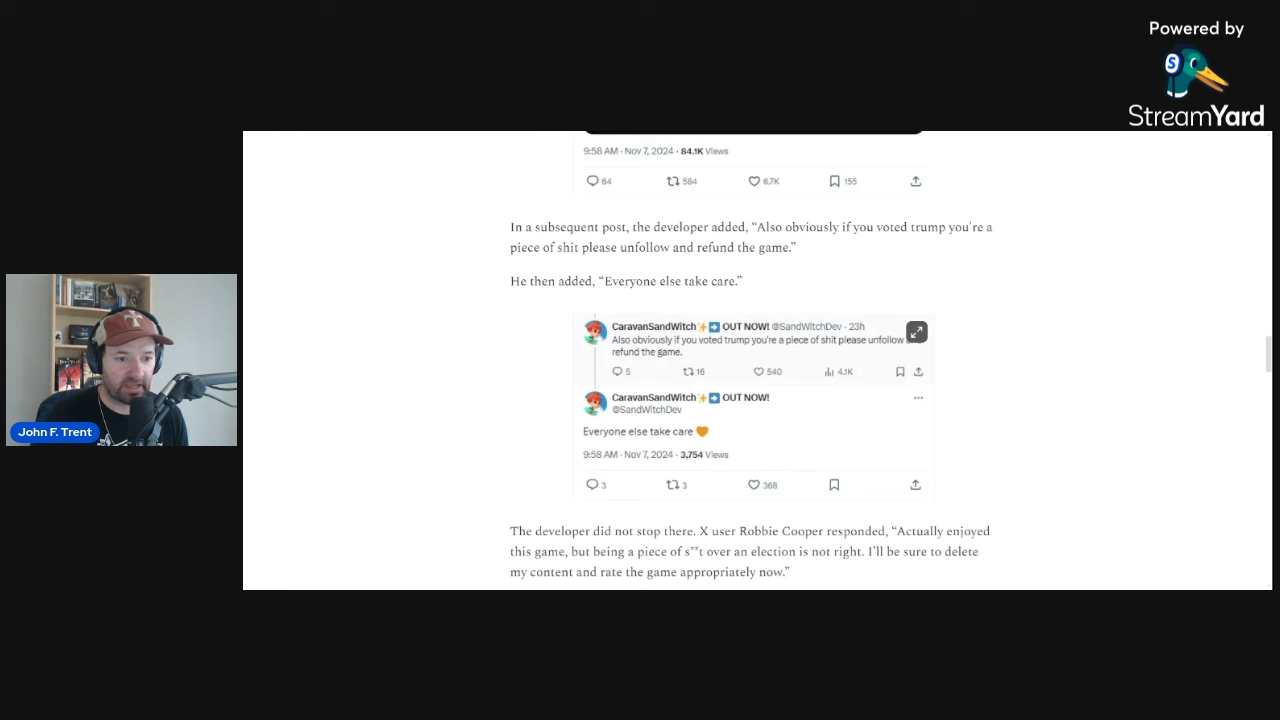 Powered by
S
StreamYard
9:58 AM · Nov 7, 2024 · 84.1K Views
64 584 6.7K 155
In a subsequent post, the developer added, “Also obviously if you voted trump you're a
piece of shit please unfollow and refund the game.”
He then added, “Everyone else take care.”
CaravanSandWitch OUT NOW! @SandWitchDev · 23h
Also obviously if you voted trump you're a piece of shit please unfollow
refund the game.
5 16 540 4.1K
CaravanSandWitch OUT NOW!
@SandWitchDev
Everyone else take care 🧡
9:58 AM · Nov 7, 2024 · 3,754 Views
3 3 368
The developer did not stop there. X user Robbie Cooper responded, “Actually enjoyed
this game, but being a piece of s**t over an election is not right. I'll be sure to delete
my content and rate the game appropriately now.”
John F. Trent